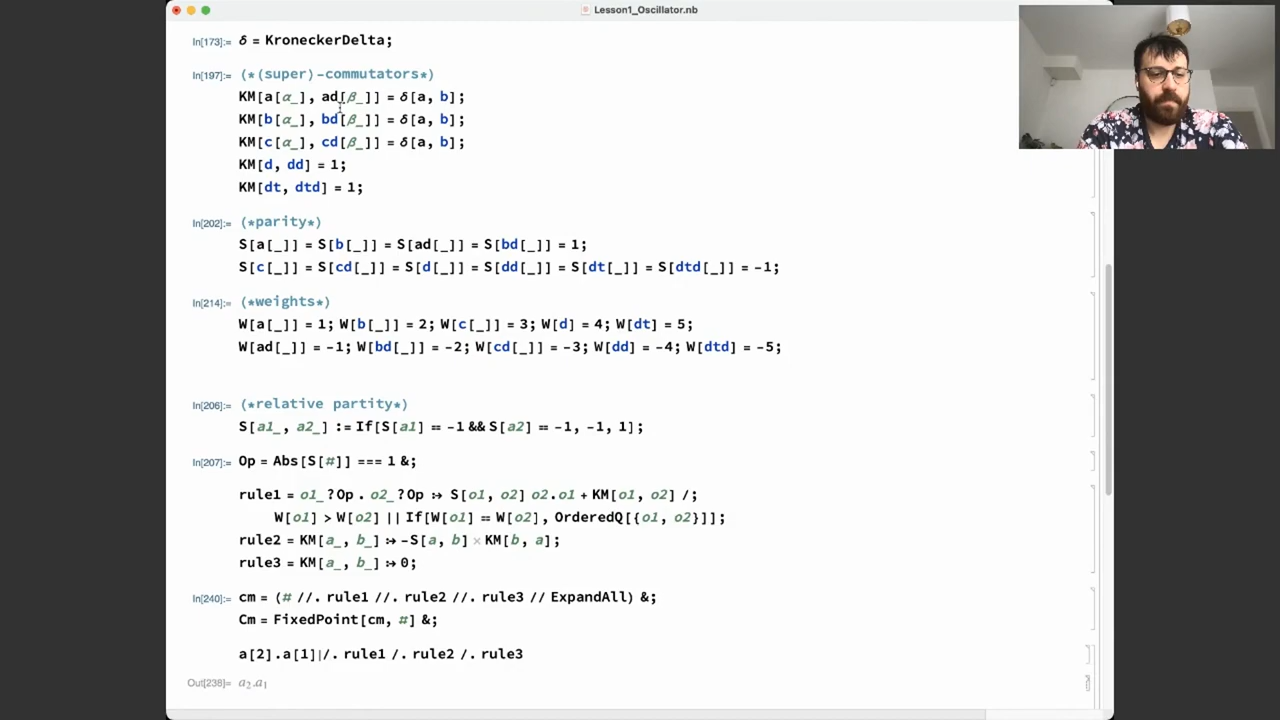 Lesson1_Oscillator.nb
In[173]:= δ = KroneckerDelta;
In[197]:= (*(super)-commutators*)
KM[a[α_], ad[β_]] = δ[a, b];
KM[b[α_], bd[β_]] = δ[a, b];
KM[c[α_], cd[β_]] = δ[a, b];
KM[d, dd] = 1;
KM[dt, dtd] = 1;
In[202]:= (*parity*)
S[a[_]] = S[b[_]] = S[ad[_]] = S[bd[_]] = 1;
S[c[_]] = S[cd[_]] = S[d[_]] = S[dd[_]] = S[dt[_]] = S[dtd[_]] = -1;
In[214]:= (*weights*)
W[a[_]] = 1; W[b[_]] = 2; W[c[_]] = 3; W[d] = 4; W[dt] = 5;
W[ad[_]] = -1; W[bd[_]] = -2; W[cd[_]] = -3; W[dd] = -4; W[dtd] = -5;
In[206]:= (*relative partity*)
S[a1_, a2_] := If[S[a1] == -1 && S[a2] == -1, -1, 1];
In[207]:= Op = Abs[S[#]] === 1 &;
rule1 = o1_?Op . o2_?Op :> S[o1, o2] o2.o1 + KM[o1, o2] /;
W[o1] > W[o2] || If[W[o1] == W[o2], OrderedQ[{o1, o2}]];
rule2 = KM[a_, b_] :> -S[a, b] × KM[b, a];
rule3 = KM[a_, b_] :> 0;
In[240]:= cm = (# //. rule1 //. rule2 //. rule3 // ExpandAll) &;
Cm = FixedPoint[cm, #] &;
a[2].a[1] /. rule1 /. rule2 /. rule3
Out[238]= a₂.a₁